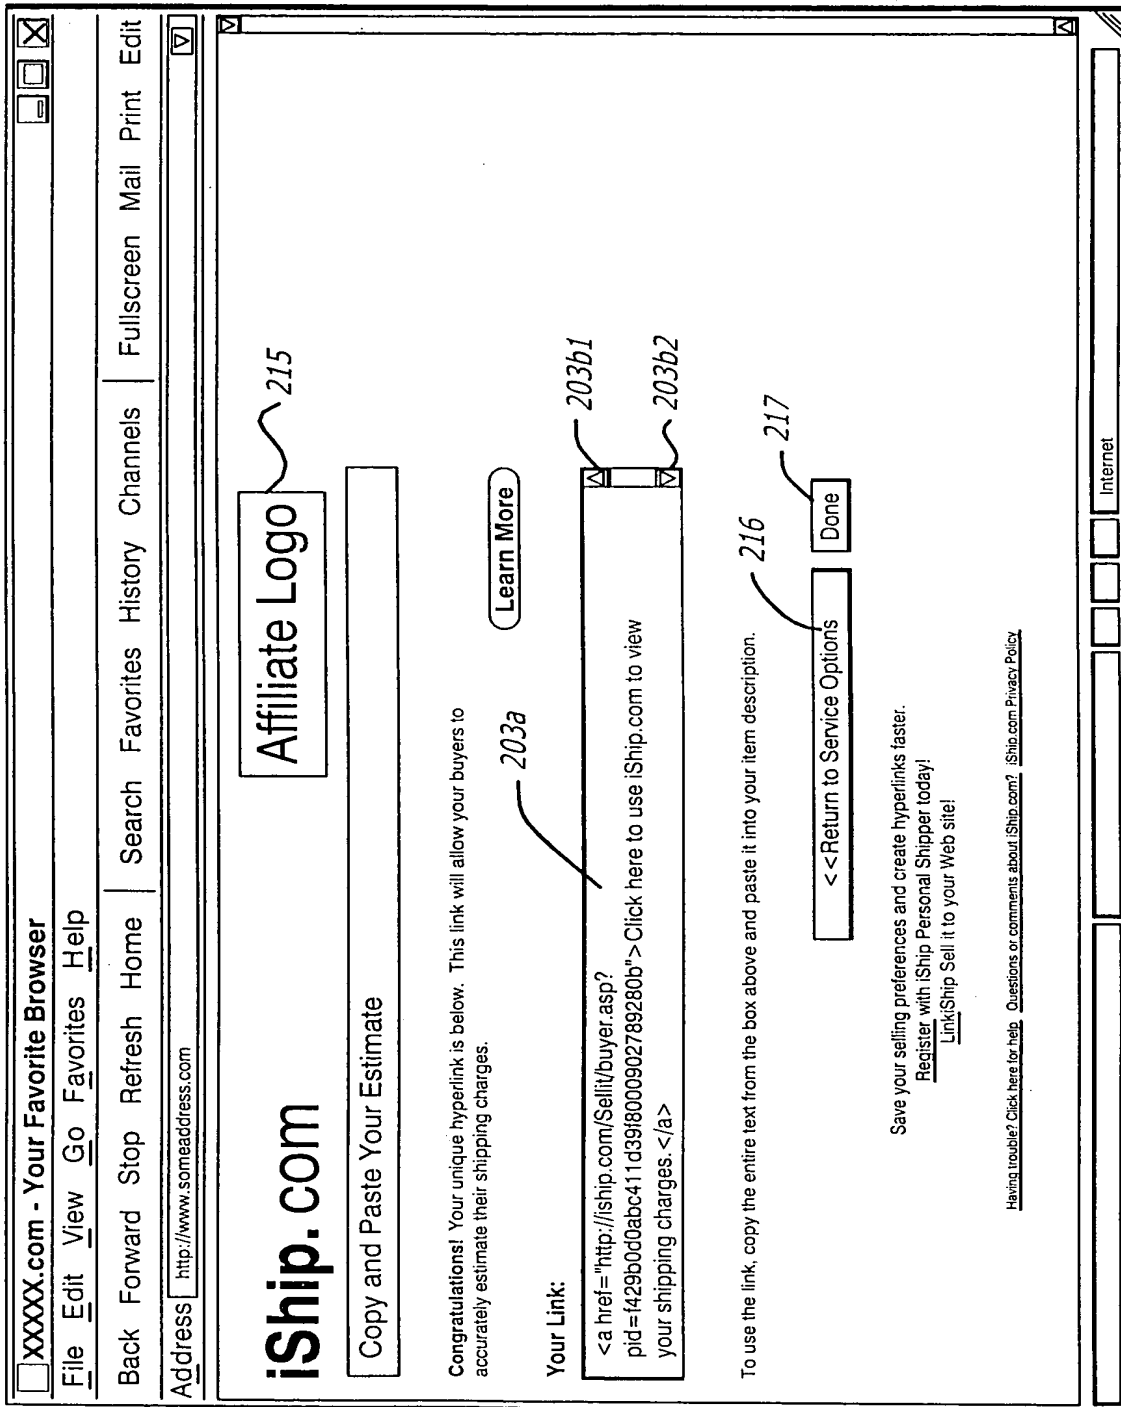 XXXXX.com - Your Favorite Browser
File Edit View Go Favorites Help
Back Forward Stop Refresh Home Search Favorites History Channels Fullscreen Mail Print Edit
Address http://www.someaddress.com
iShip.com
Affiliate Logo
215
Copy and Paste Your Estimate
Congratulations! Your unique hyperlink is below. This link will allow your buyers to
accurately estimate their shipping charges.
Learn More
203a
Your Link:
203b1
<a href="http://iship.com/Sellit/buyer.asp?
pid=f429b0d0abc411d39f8000902789280b">Click here to use iShip.com to view
your shipping charges.</a>
203b2
To use the link, copy the entire text from the box above and paste it into your item description.
216
217
<<Return to Service Options
Done
Save your selling preferences and create hyperlinks faster.
Register with iShip Personal Shipper today!
LinkiShip Sell it to your Web site!
Having trouble? Click here for help Questions or comments about iShip.com? iShip.com Privacy Policy
Internet